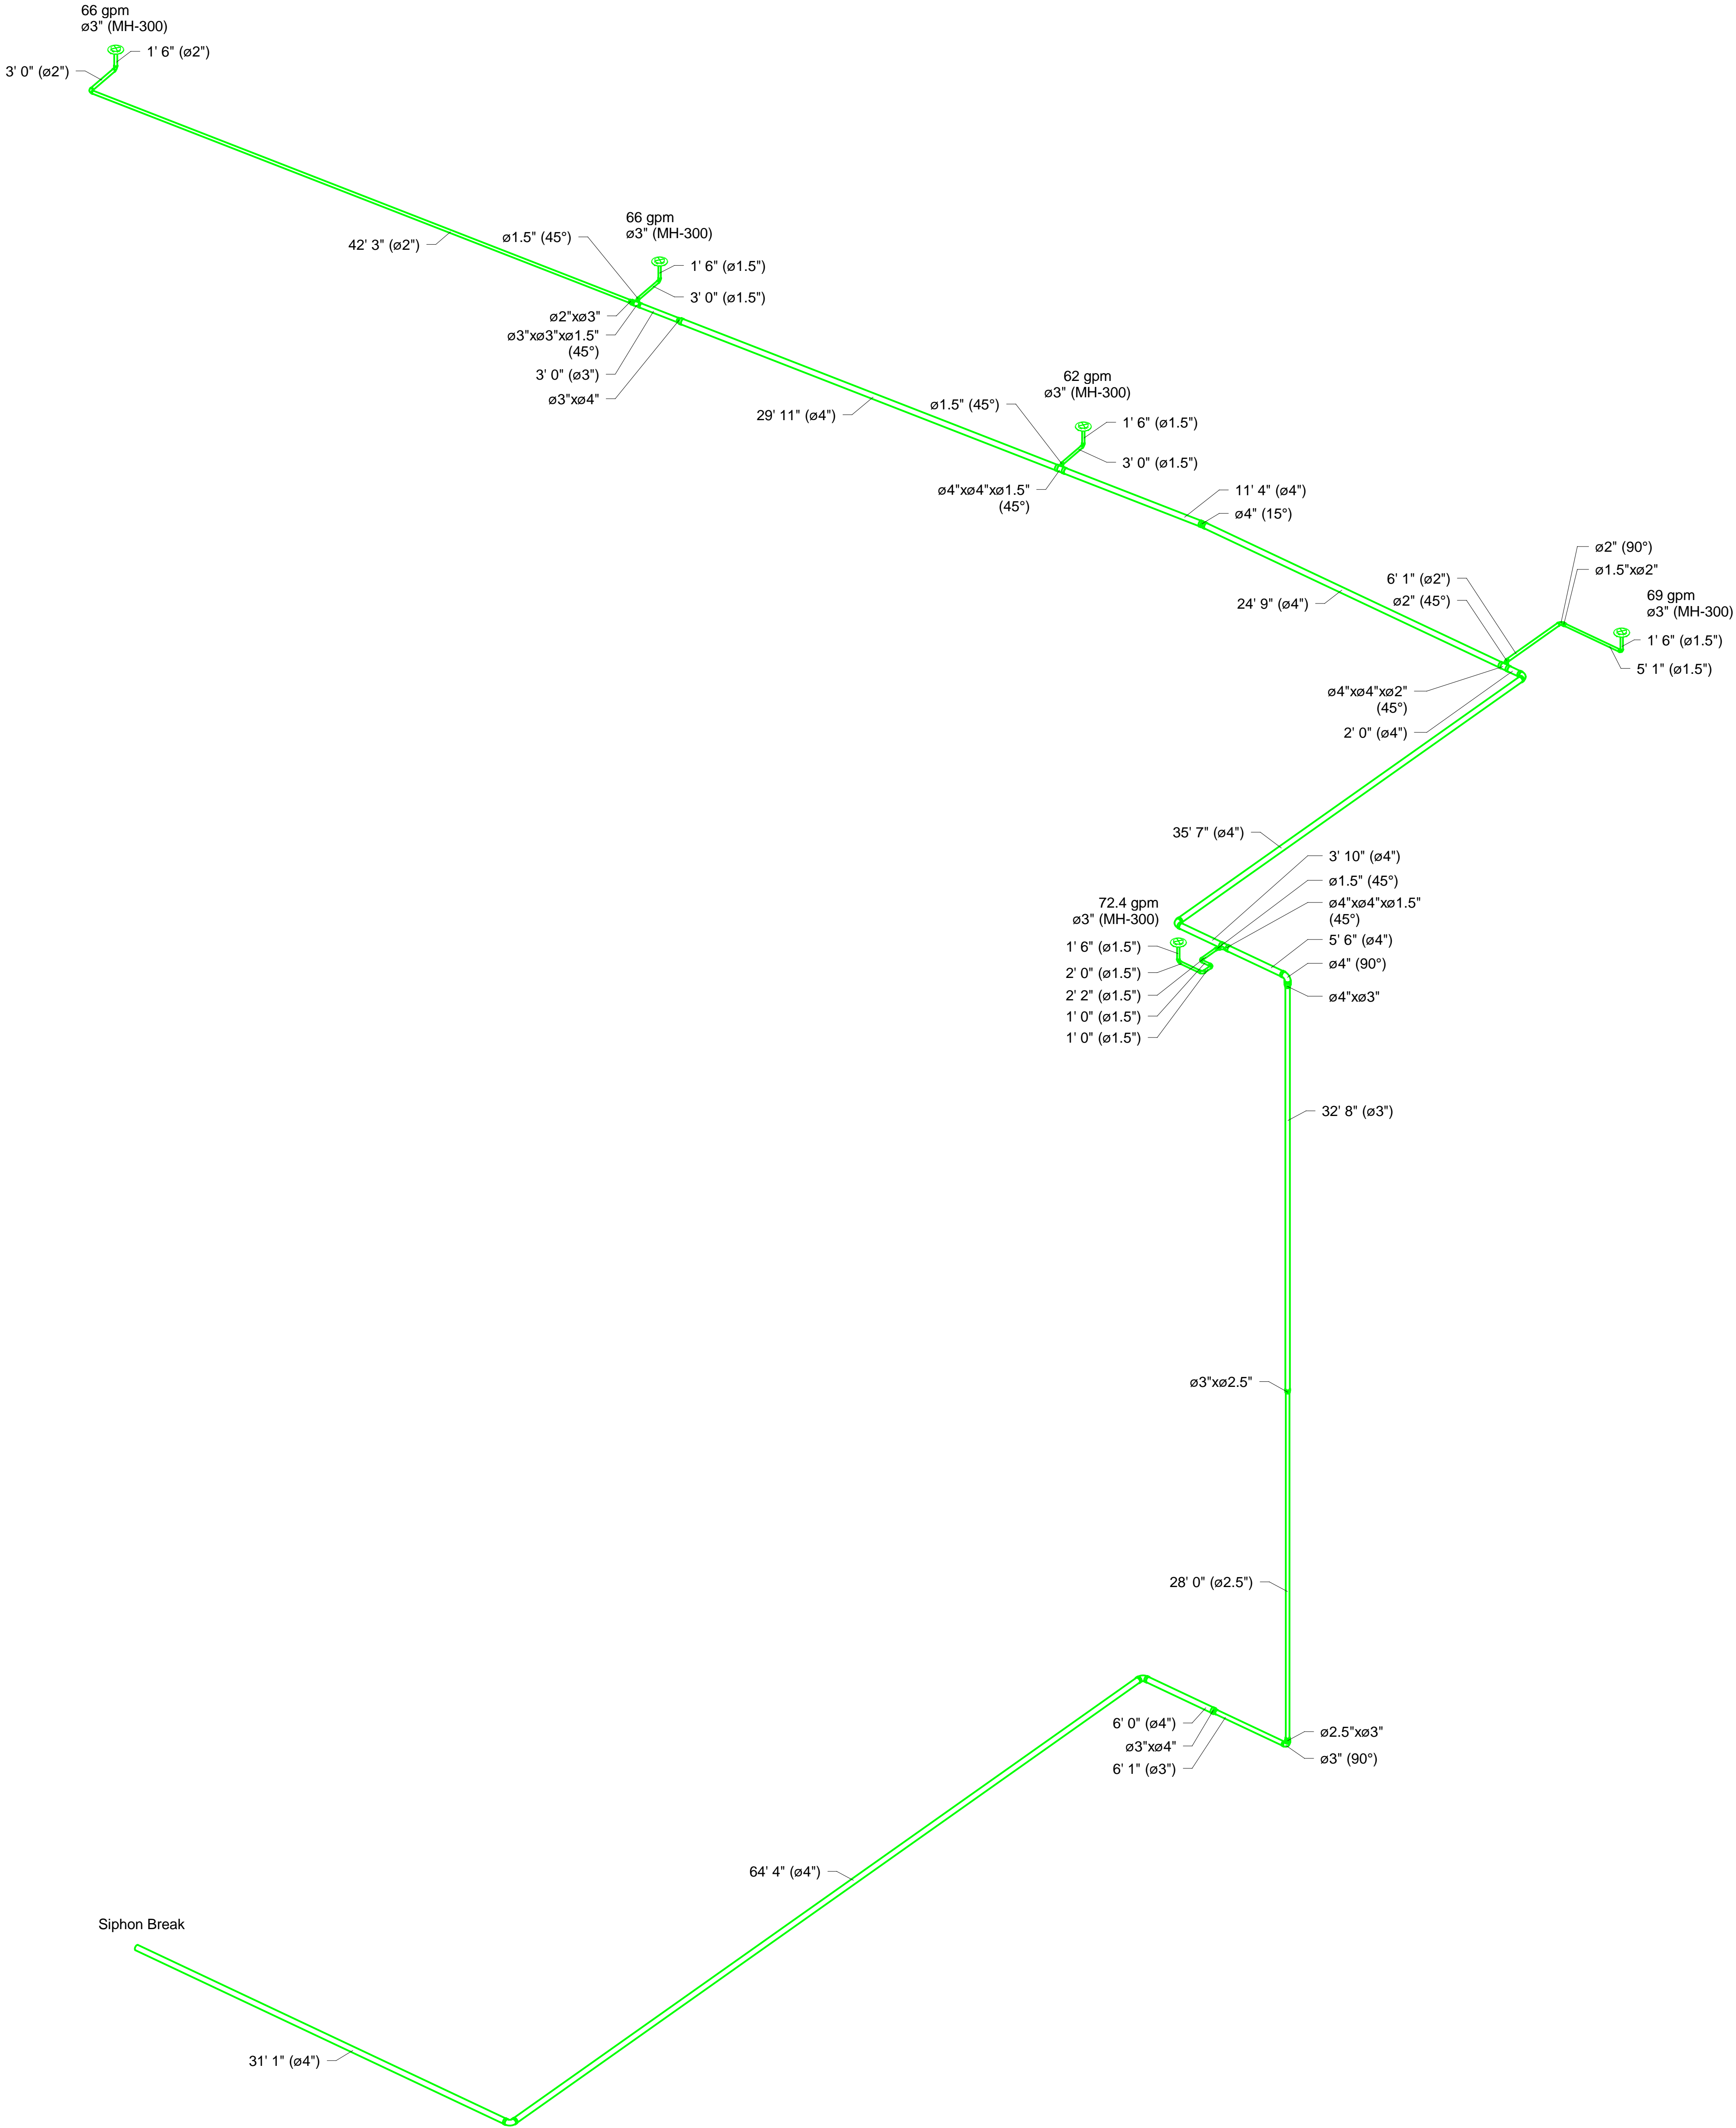 66 gpm
ø3" (MH-300)
1' 6" (ø2")
3' 0" (ø2")
42' 3" (ø2")
66 gpm
ø3" (MH-300)
ø1.5" (45°)
1' 6" (ø1.5")
3' 0" (ø1.5")
ø2"xø3"
ø3"xø3"xø1.5"
(45°)
3' 0" (ø3")
ø3"xø4"
29' 11" (ø4")
62 gpm
ø3" (MH-300)
ø1.5" (45°)
1' 6" (ø1.5")
3' 0" (ø1.5")
ø4"xø4"xø1.5"
(45°)
11' 4" (ø4")
ø4" (15°)
24' 9" (ø4")
ø2" (90°)
ø1.5"xø2"
6' 1" (ø2")
ø2" (45°)
69 gpm
ø3" (MH-300)
1' 6" (ø1.5")
5' 1" (ø1.5")
ø4"xø4"xø2"
(45°)
2' 0" (ø4")
35' 7" (ø4")
3' 10" (ø4")
ø1.5" (45°)
ø4"xø4"xø1.5"
(45°)
5' 6" (ø4")
ø4" (90°)
ø4"xø3"
72.4 gpm
ø3" (MH-300)
1' 6" (ø1.5")
2' 0" (ø1.5")
2' 2" (ø1.5")
1' 0" (ø1.5")
1' 0" (ø1.5")
32' 8" (ø3")
ø3"xø2.5"
28' 0" (ø2.5")
6' 0" (ø4")
ø3"xø4"
6' 1" (ø3")
ø2.5"xø3"
ø3" (90°)
64' 4" (ø4")
Siphon Break
31' 1" (ø4")